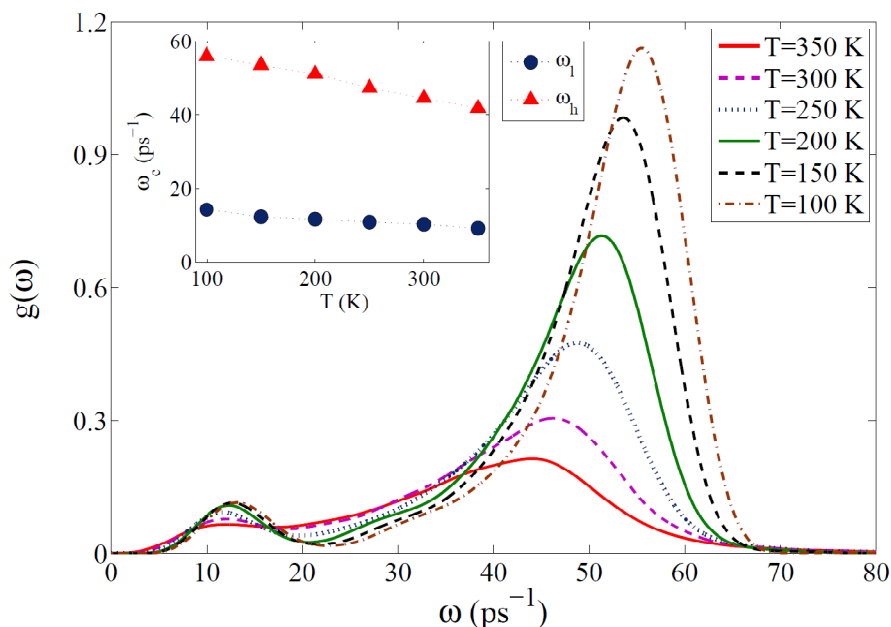 1.2
0.9
0.6
0.3
0
g(ω)
0 10 20 30 40 50 60 70 80
ω (ps⁻¹)
60
40
20
0
ω_c (ps⁻¹)
100 200 300
T (K)
ω_l
ω_h
T=350 K
T=300 K
T=250 K
T=200 K
T=150 K
T=100 K